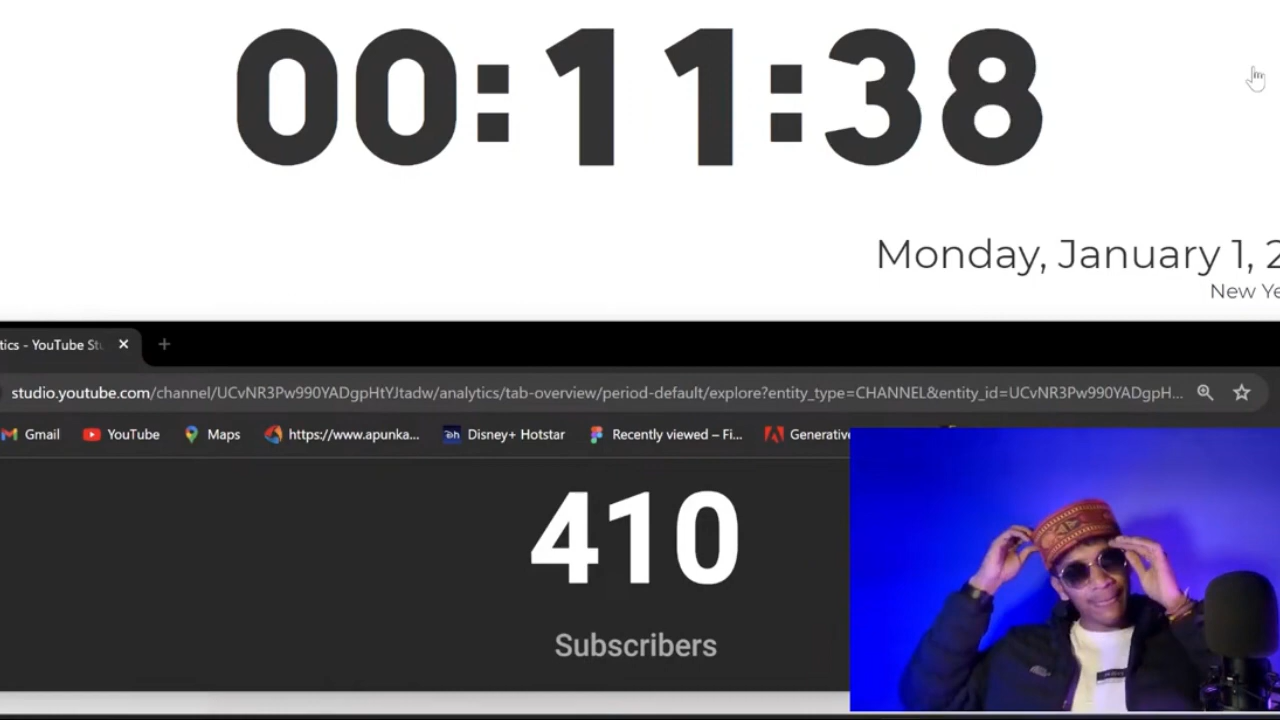 00:11:38
Monday, January 1, 2
New Ye
tics - YouTube Stu
studio.youtube.com/channel/UCvNR3Pw990YADgpHtYJtadw/analytics/tab-overview/period-default/explore?entity_type=CHANNEL&entity_id=UCvNR3Pw990YADgpH...
Gmail YouTube Maps https://www.apunka... Disney+ Hotstar Recently viewed – Fi... Generative
410
Subscribers